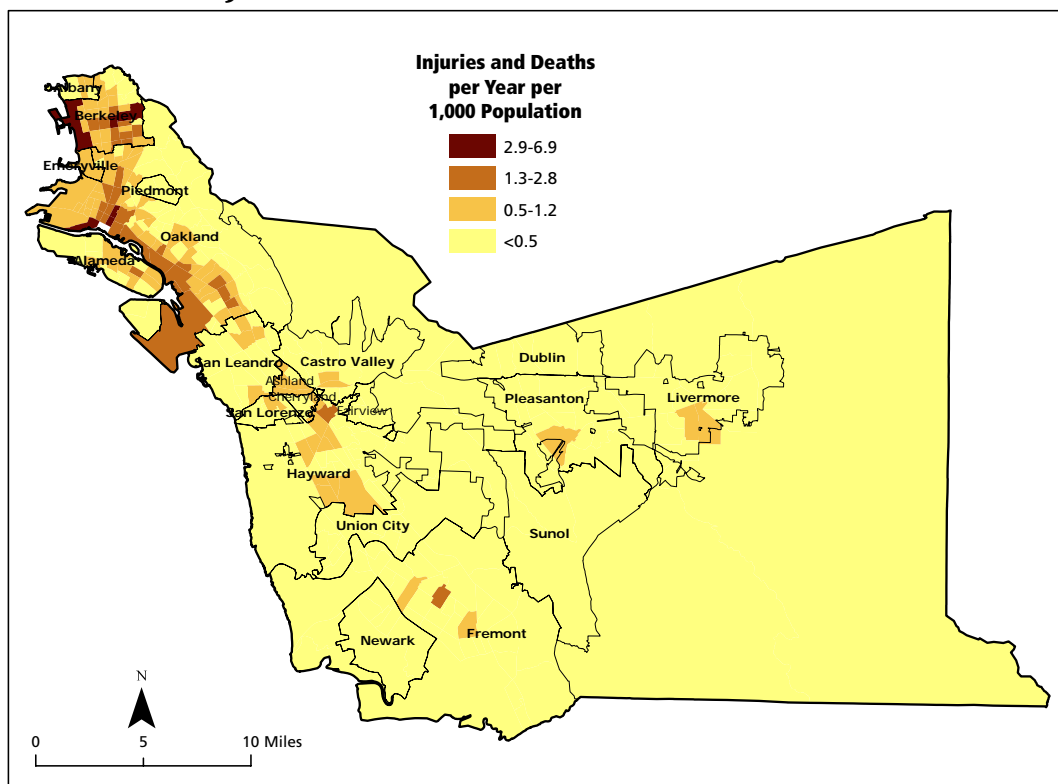 Injuries and Deaths
per Year per
1,000 Population
2.9-6.9
1.3-2.8
0.5-1.2
<0.5
Albany
Berkeley
Emeryville
Piedmont
Oakland
Alameda
San Leandro
Castro Valley
Dublin
Ashland
Cherryland
Pleasanton
Livermore
San Lorenzo
Fairview
Hayward
Union City
Sunol
Newark
Fremont
N
0 5 10 Miles